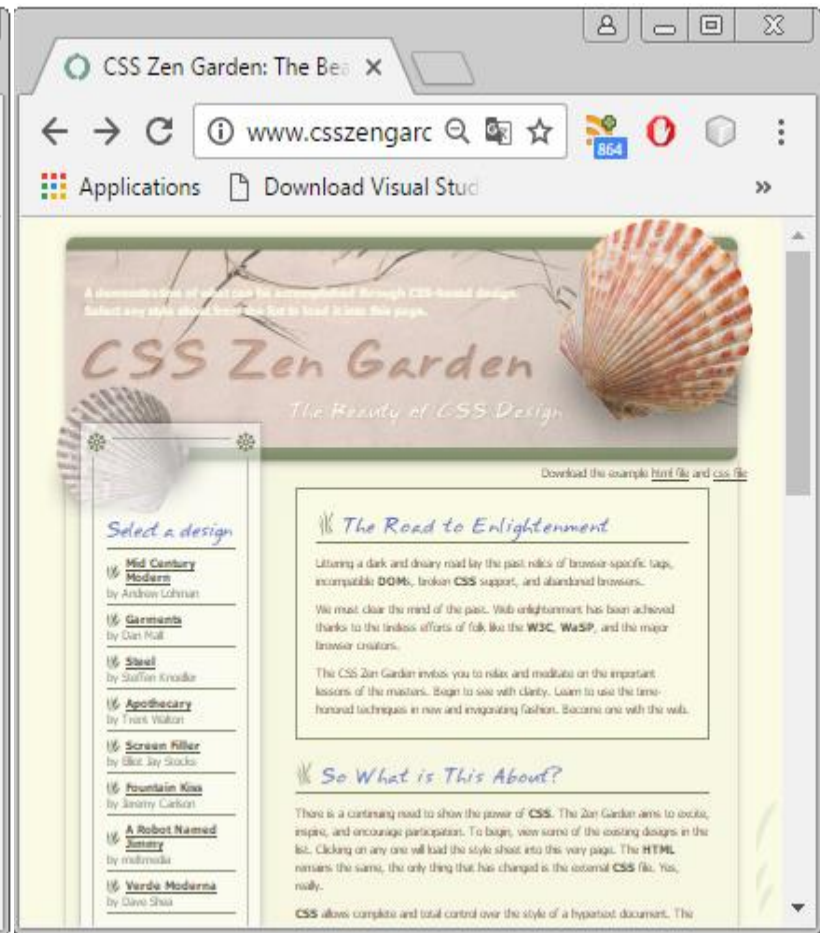 CSS Zen Garden: The Bea
www.csszengarc
864
Applications
Download Visual Stud
A demonstration of what can be accomplished through CSS-based design.
Select any style sheet from the list to load it into this page.
CSS Zen Garden
The Beauty of CSS Design
Download the example html file and css file
Select a design
Mid Century
Modern
by Andrew Lohman
Garments
by Dan Mall
Steel
by Steffen Knoeller
Apothecary
by Trent Walton
Screen Filler
by Elliot Jay Stocks
Fountain Kiss
by Jeremy Carlson
A Robot Named
Jimmy
by meltmedia
Verde Moderna
by Dave Shea
The Road to Enlightenment
Littering a dark and dreary road lay the past relics of browser-specific tags,
incompatible DOMs, broken CSS support, and abandoned browsers.
We must clear the mind of the past. Web enlightenment has been achieved
thanks to the tireless efforts of folk like the W3C, WaSP, and the major
browser creators.
The CSS Zen Garden invites you to relax and meditate on the important
lessons of the masters. Begin to see with clarity. Learn to use the time-
honored techniques in new and invigorating fashion. Become one with the web.
So What is This About?
There is a continuing need to show the power of CSS. The Zen Garden aims to excite,
inspire, and encourage participation. To begin, view some of the existing designs in the
list. Clicking on any one will load the style sheet into this very page. The HTML
remains the same, the only thing that has changed is the external CSS file. Yes,
really.
CSS allows complete and total control over the style of a hypertext document. The